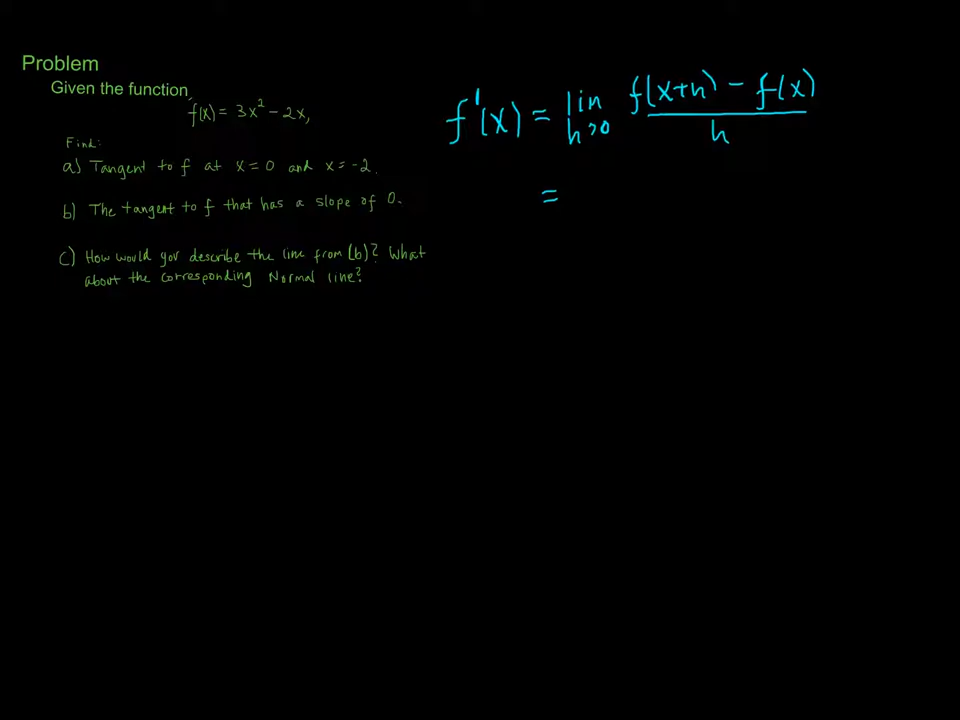 Problem
Given the function
f(x) = 3x² - 2x,
Find:
a) Tangent to f at x = 0 and x = -2.
b) The tangent to f that has a slope of 0.
c) How would you describe the line from (b)? What
about the corresponding Normal line?
f'(x) = lim h→0 (f(x+h) - f(x)) / h
=